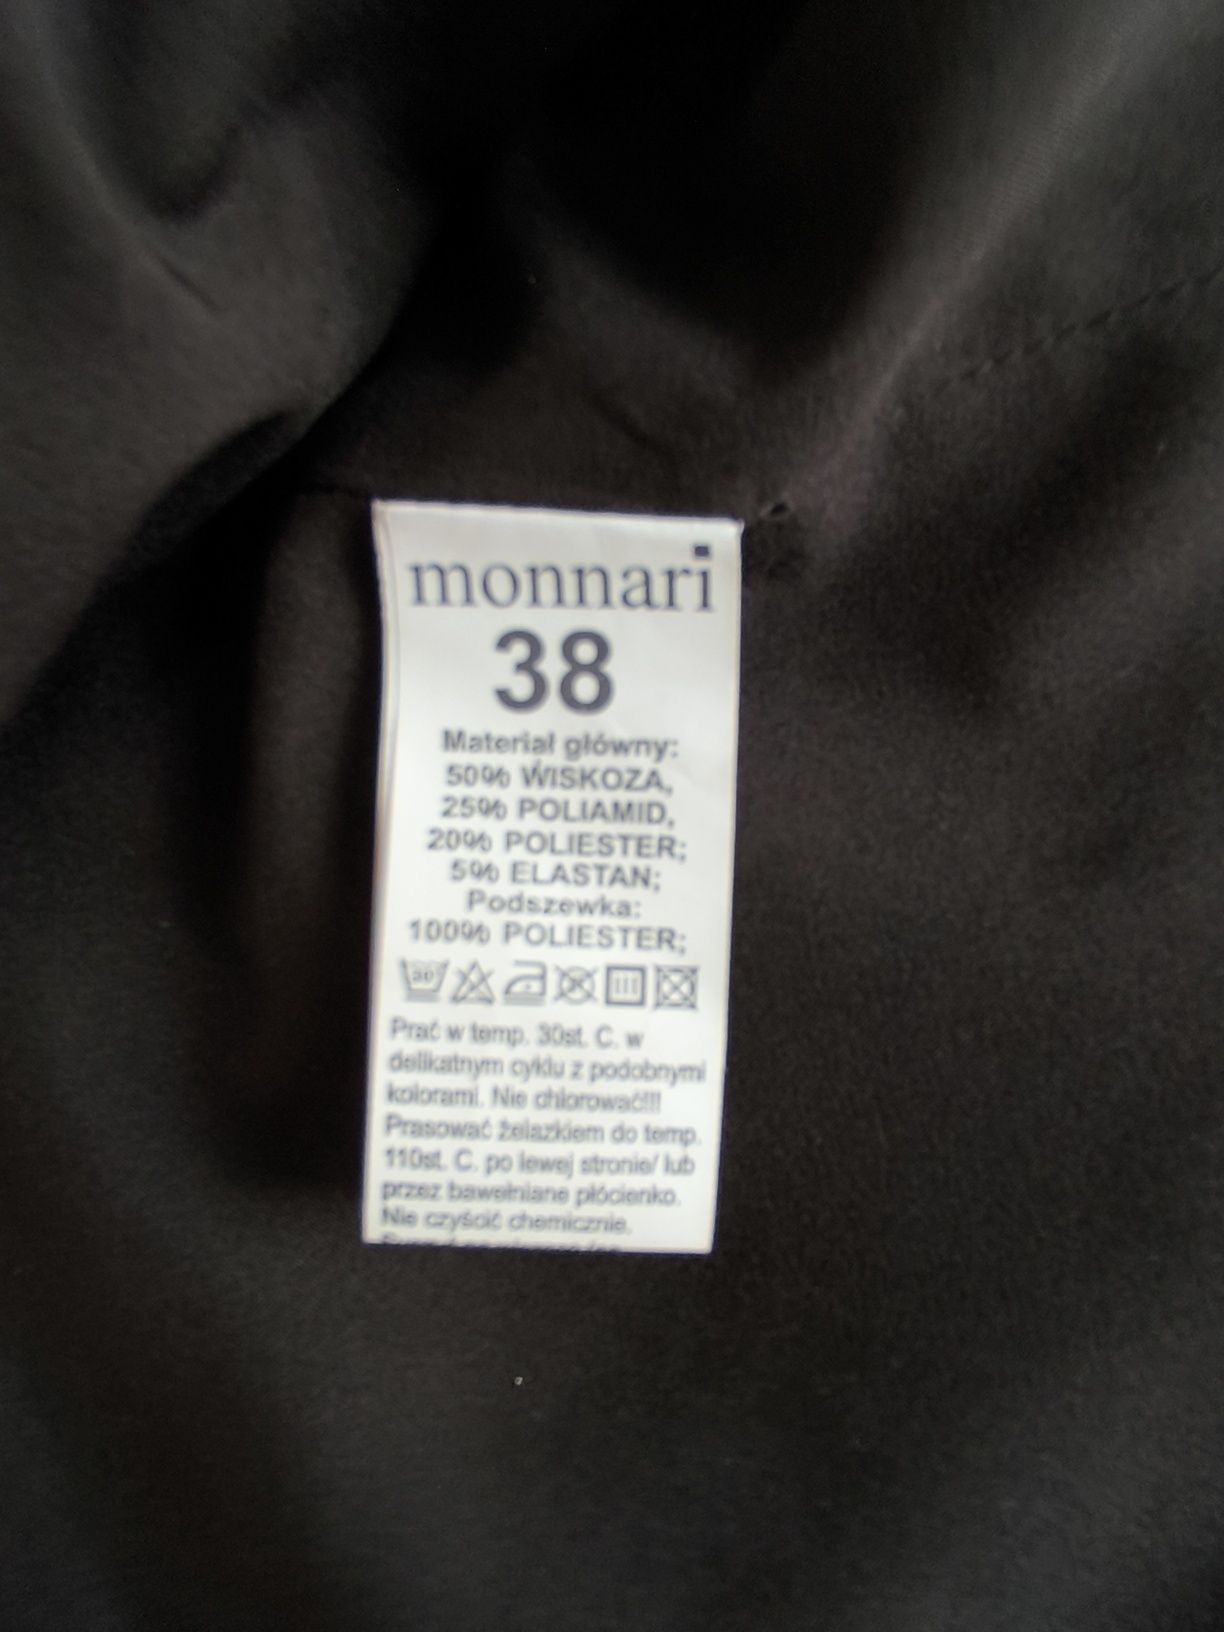 monnari
38
Materiał główny:
50% WISKOZA,
25% POLIAMID,
20% POLIESTER;
5% ELASTAN;
Podszewka:
100% POLIESTER;
30
Prać w temp. 30st. C. w
delikatnym cyklu z podobnymi
kolorami. Nie chlorować!!!
Prasować żelazkiem do temp.
110st. C. po lewej stronie/ lub
przez bawełniane płócienko.
Nie czyścić chemicznie.